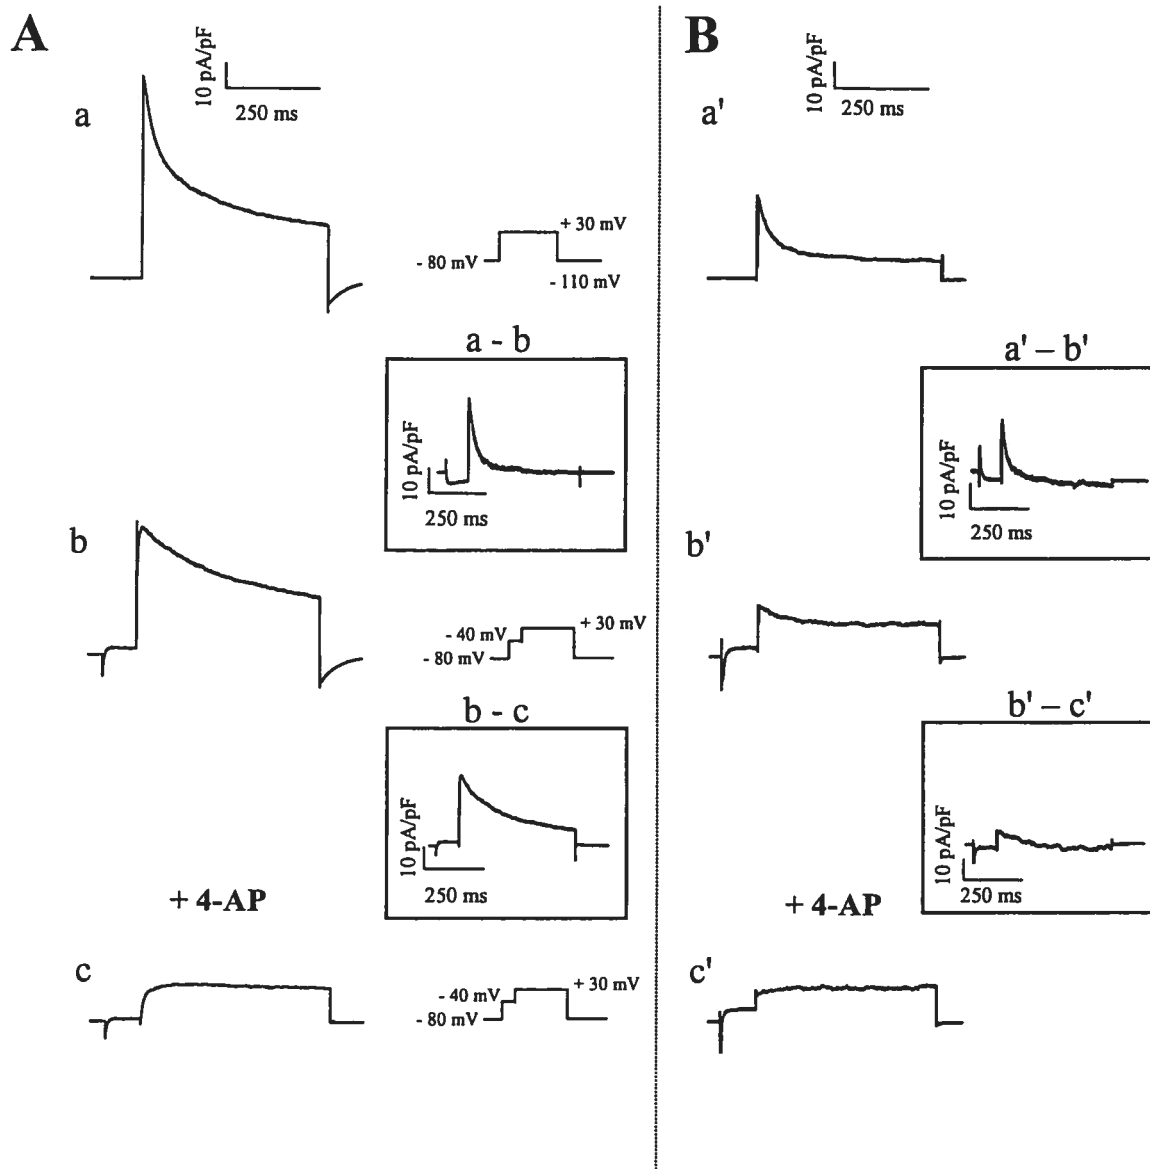 A
10 pA/pF
250 ms
a
+ 30 mV
- 80 mV
- 110 mV
a - b
10 pA/pF
250 ms
b
+ 30 mV
- 40 mV
- 80 mV
b - c
10 pA/pF
250 ms
+ 4-AP
c
+ 30 mV
- 40 mV
- 80 mV
B
10 pA/pF
250 ms
a'
a' – b'
10 pA/pF
250 ms
b'
b' – c'
10 pA/pF
250 ms
+ 4-AP
c'